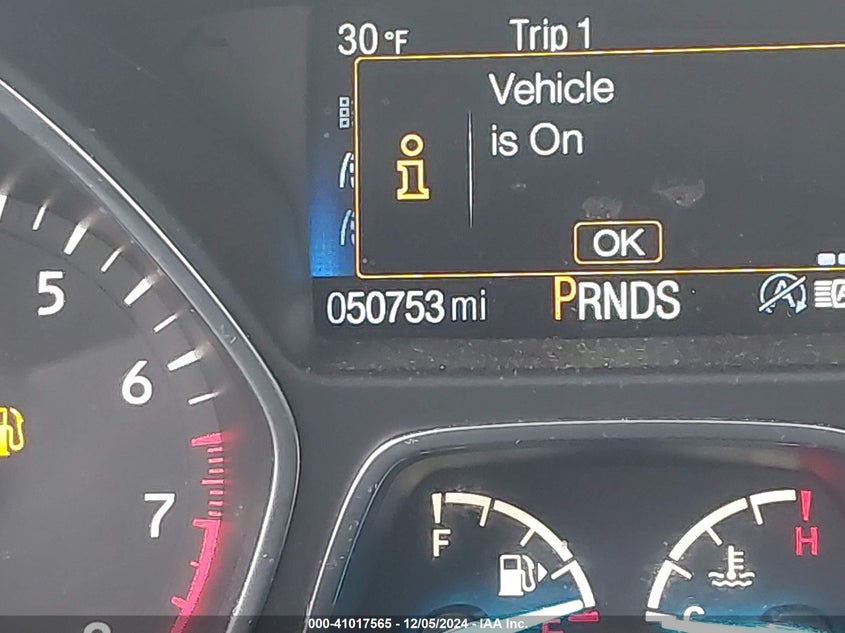 30 °F Trip 1
Vehicle
is On
OK
050753 mi PRNDS
5
6
7
8
F
H
E
C
000-41017565 - 12/05/2024 - IAA Inc.